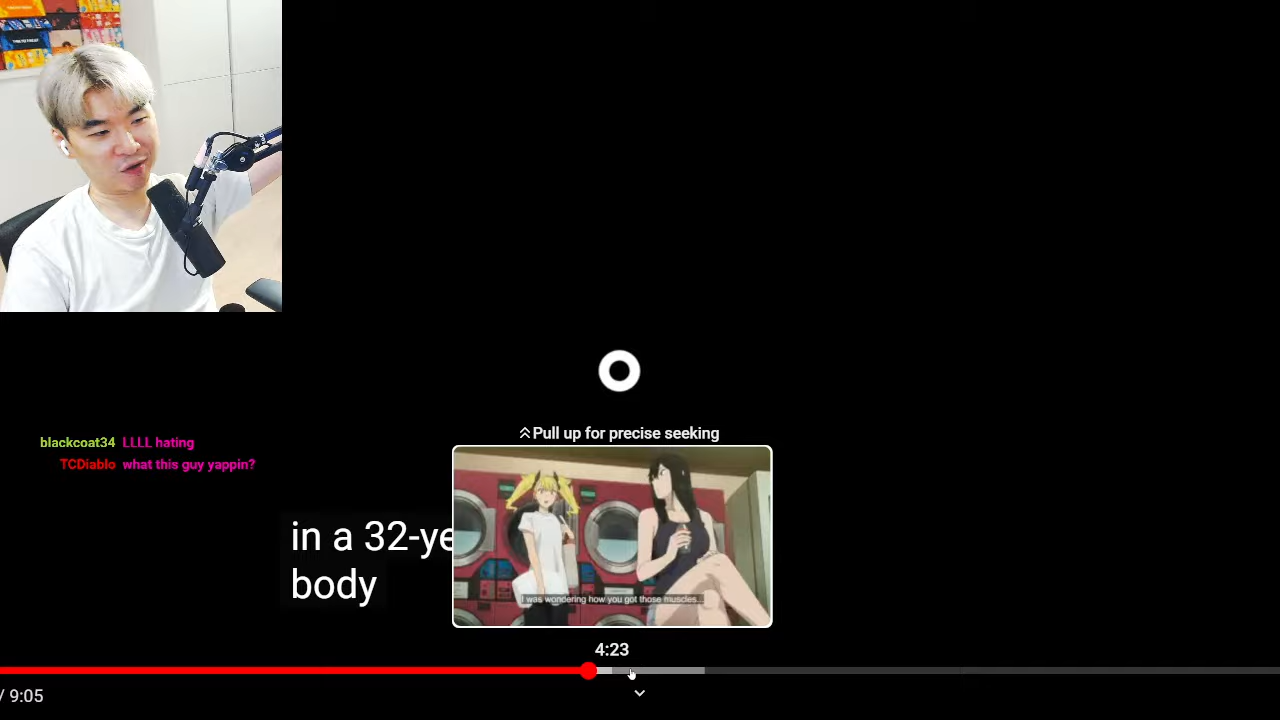 blackcoat34 LLLL hating
TCDiablo what this guy yappin?
Pull up for precise seeking
in a 32-ye
body
I was wondering how you got those muscles...
4:23
/ 9:05